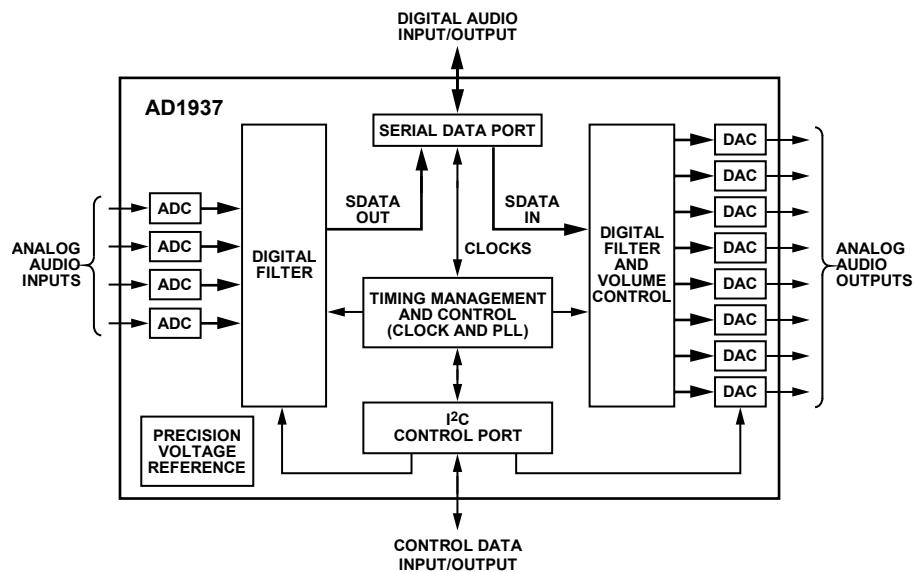 DIGITAL AUDIO
INPUT/OUTPUT
AD1937
SERIAL DATA PORT
SDATA
OUT
SDATA
IN
CLOCKS
ANALOG
AUDIO
INPUTS
ADC
ADC
ADC
ADC
DIGITAL
FILTER
TIMING MANAGEMENT
AND CONTROL
(CLOCK AND PLL)
DIGITAL
FILTER
AND
VOLUME
CONTROL
DAC
DAC
DAC
DAC
DAC
DAC
DAC
DAC
ANALOG
AUDIO
OUTPUTS
PRECISION
VOLTAGE
REFERENCE
I²C
CONTROL PORT
CONTROL DATA
INPUT/OUTPUT